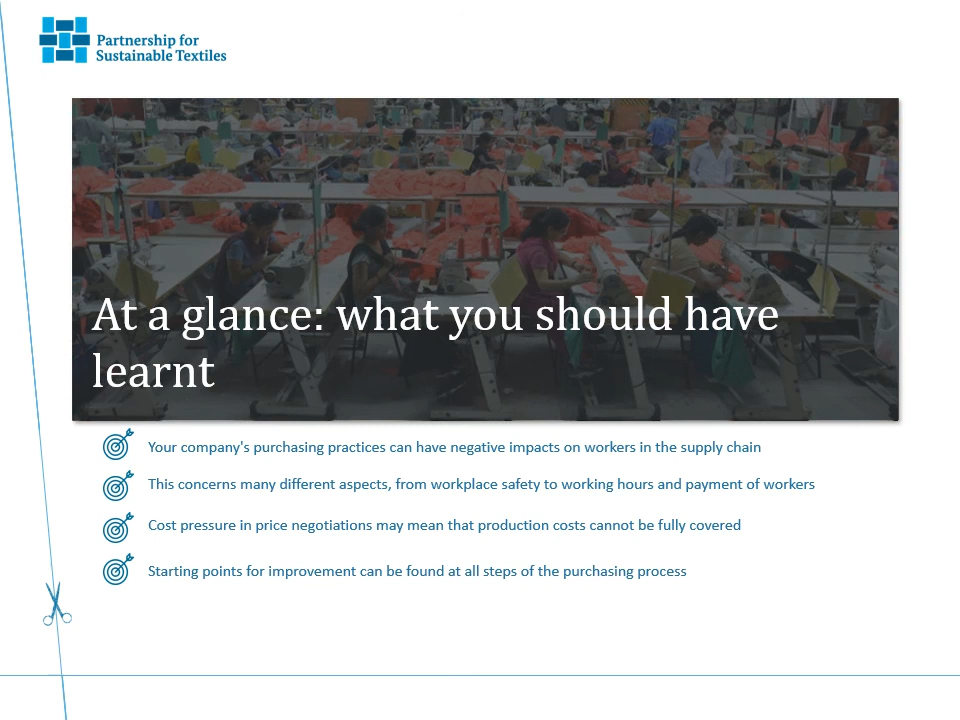 Partnership for
Sustainable Textiles
At a glance: what you should have
learnt
Your company's purchasing practices can have negative impacts on workers in the supply chain
This concerns many different aspects, from workplace safety to working hours and payment of workers
Cost pressure in price negotiations may mean that production costs cannot be fully covered
Starting points for improvement can be found at all steps of the purchasing process